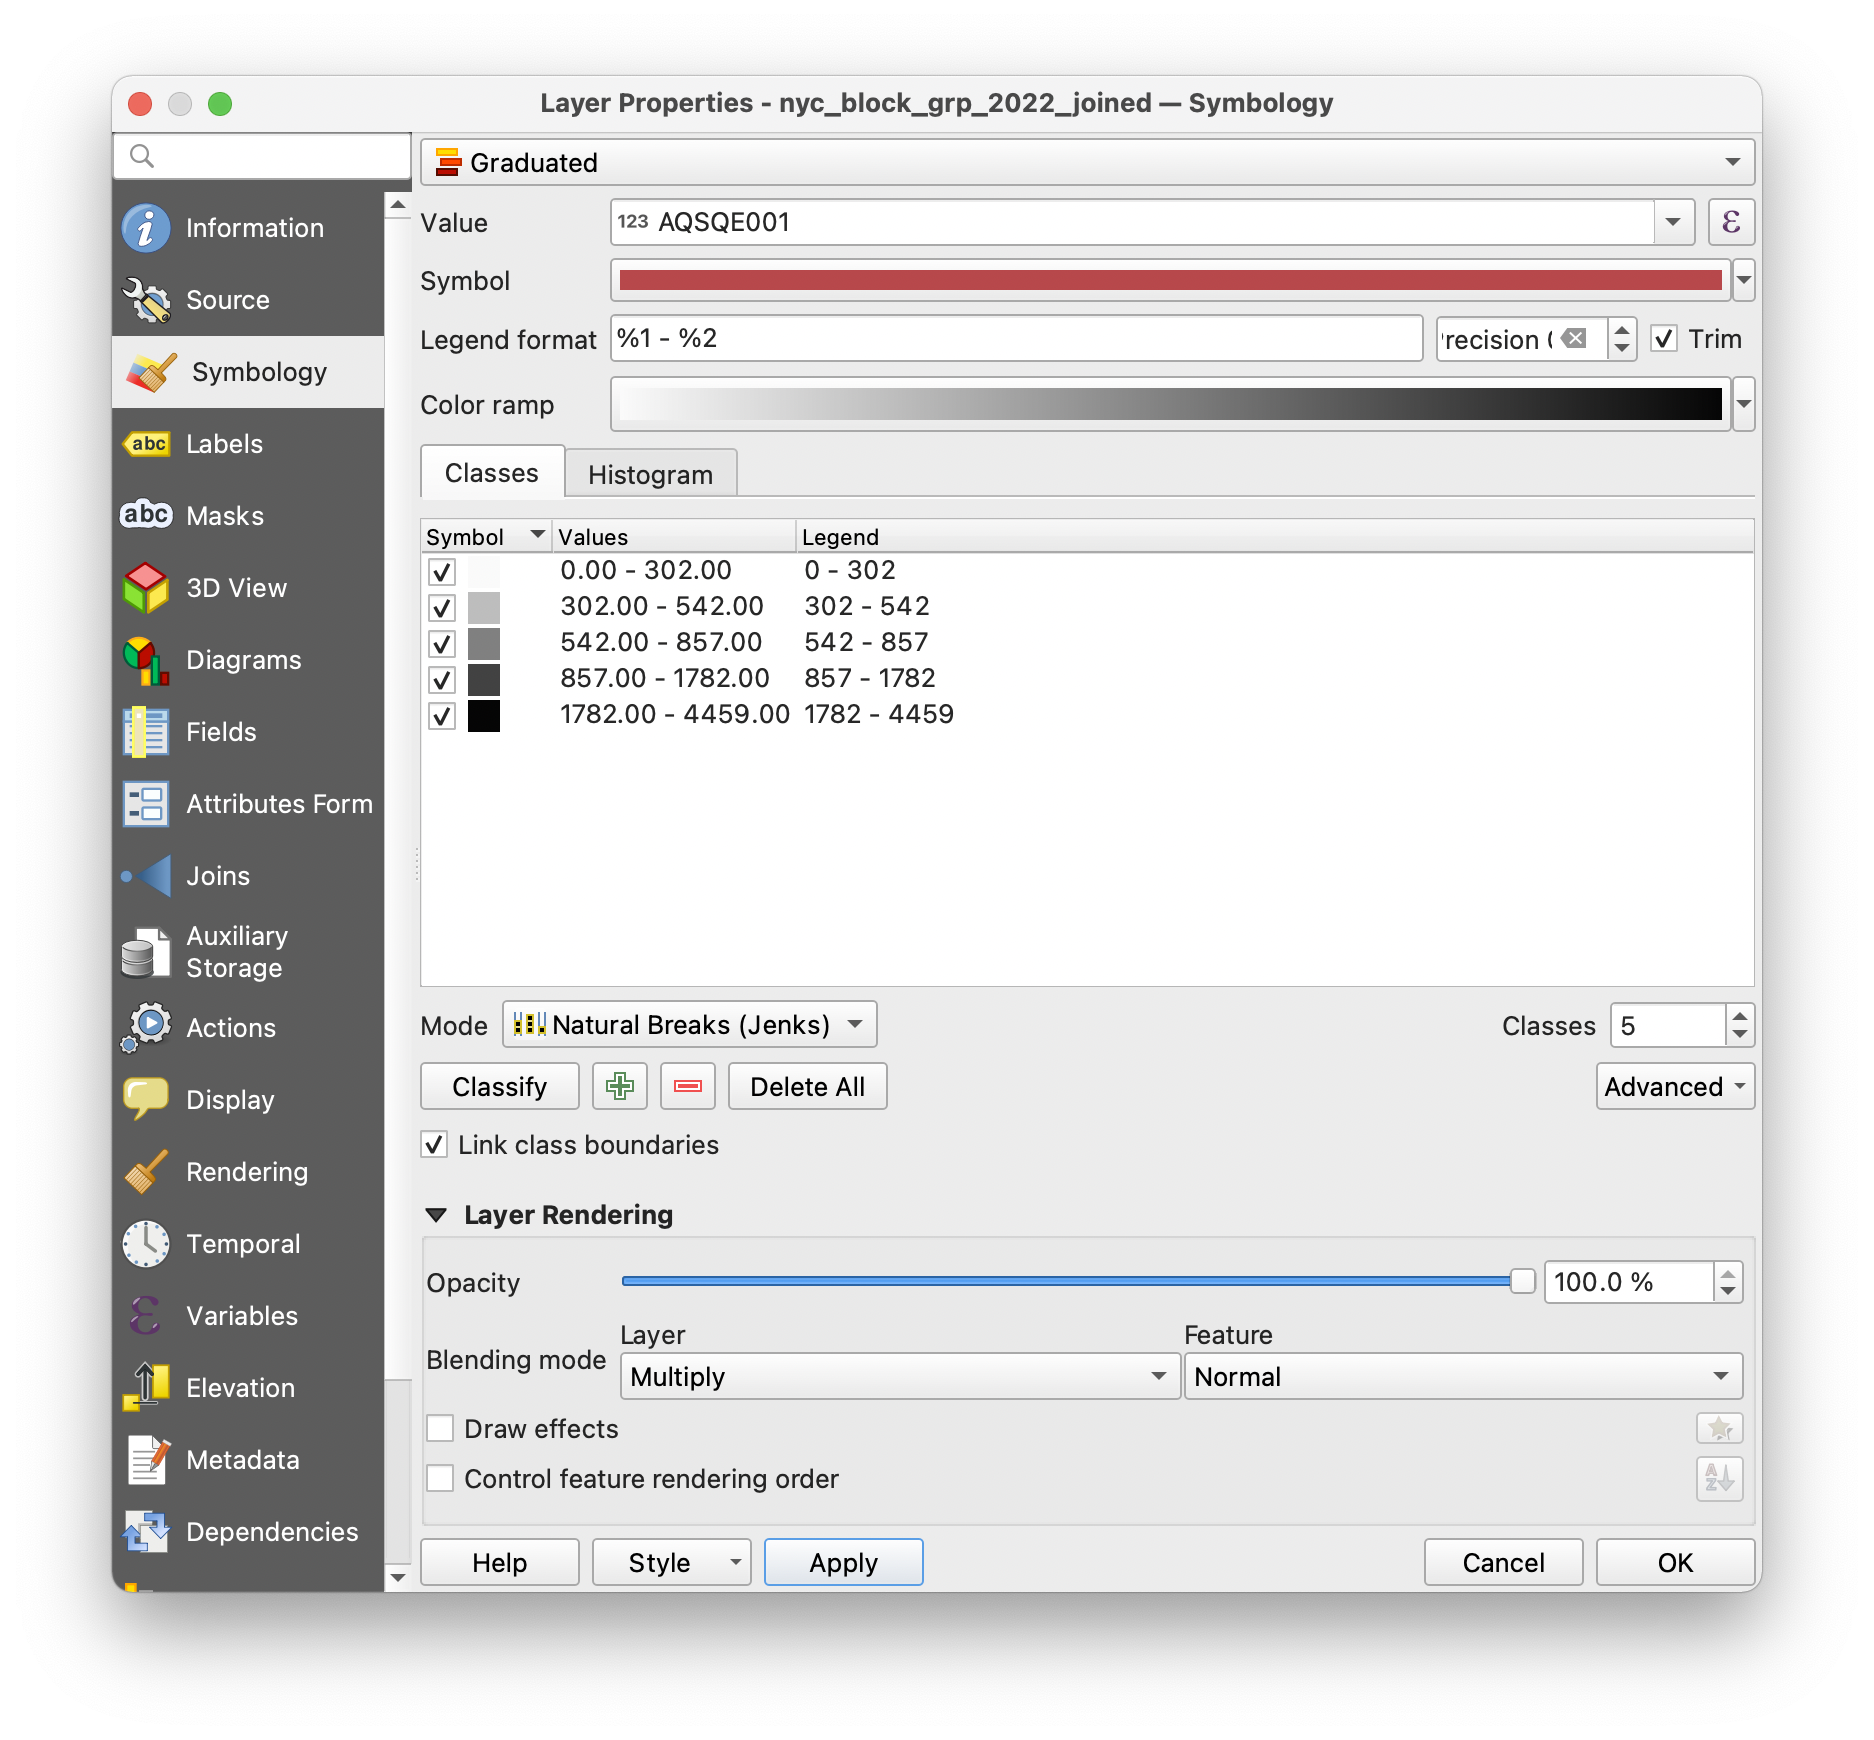 Layer Properties - nyc_block_grp_2022_joined — Symbology
Information
Source
Symbology
abc Labels
abc Masks
3D View
Diagrams
Fields
Attributes Form
Joins
Auxiliary
Storage
Actions
Display
Rendering
Temporal
ε Variables
Elevation
Metadata
Dependencies
Graduated
Value 123 AQSQE001 ε
Symbol
Legend format %1 - %2 recision Trim
Color ramp
Classes Histogram
Symbol Values Legend
0.00 - 302.00 0 - 302
302.00 - 542.00 302 - 542
542.00 - 857.00 542 - 857
857.00 - 1782.00 857 - 1782
1782.00 - 4459.00 1782 - 4459
Mode Natural Breaks (Jenks) Classes 5
Classify Delete All Advanced
Link class boundaries
Layer Rendering
Opacity 100.0 %
Layer Feature
Blending mode Multiply Normal
Draw effects
Control feature rendering order
Help Style Apply Cancel OK